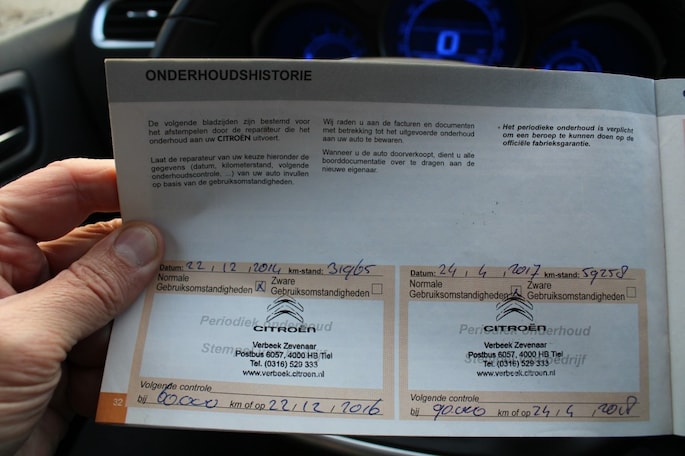 0
ONDERHOUDSHISTORIE
De volgende bladzijden zijn bestemd voor
het afstempelen door de reparateur die het
onderhoud aan uw CITROËN uitvoert.
Laat de reparateur van uw keuze hieronder de
gegevens (datum, kilometerstand, volgende
onderhoudscontrole, ...) van uw auto invullen
op basis van de gebruiksomstandigheden.
Wij raden u aan de facturen en documenten
met betrekking tot het uitgevoerde onderhoud
aan uw auto te bewaren.
Wanneer u de auto doorverkoopt, dient u alle
boorddocumentatie over te dragen aan de
nieuwe eigenaar.
• Het periodieke onderhoud is verplicht
om een beroep te kunnen doen op de
officiële fabrieksgarantie.
Datum: 22, 12, 2014 km-stand: 31965
Normale Gebruiksomstandigheden X Zware Gebruiksomstandigheden
Periodiek onderhoud
CITROËN
Verbeek Zevenaar
Postbus 6057, 4000 HB Tiel
Tel. (0316) 529 333
www.verbeek.citroen.nl
Volgende controle
bij 60.000 km of op 22, 12, 2016
32
Datum: 24, 4, 2017 km-stand: 59258
Normale Gebruiksomstandigheden X Zware Gebruiksomstandigheden
Periodiek onderhoud
CITROËN
Verbeek Zevenaar
Postbus 6057, 4000 HB Tiel
Tel. (0316) 529 333
www.verbeek.citroen.nl
Volgende controle
bij 90.000 km of op 24, 4, 2018